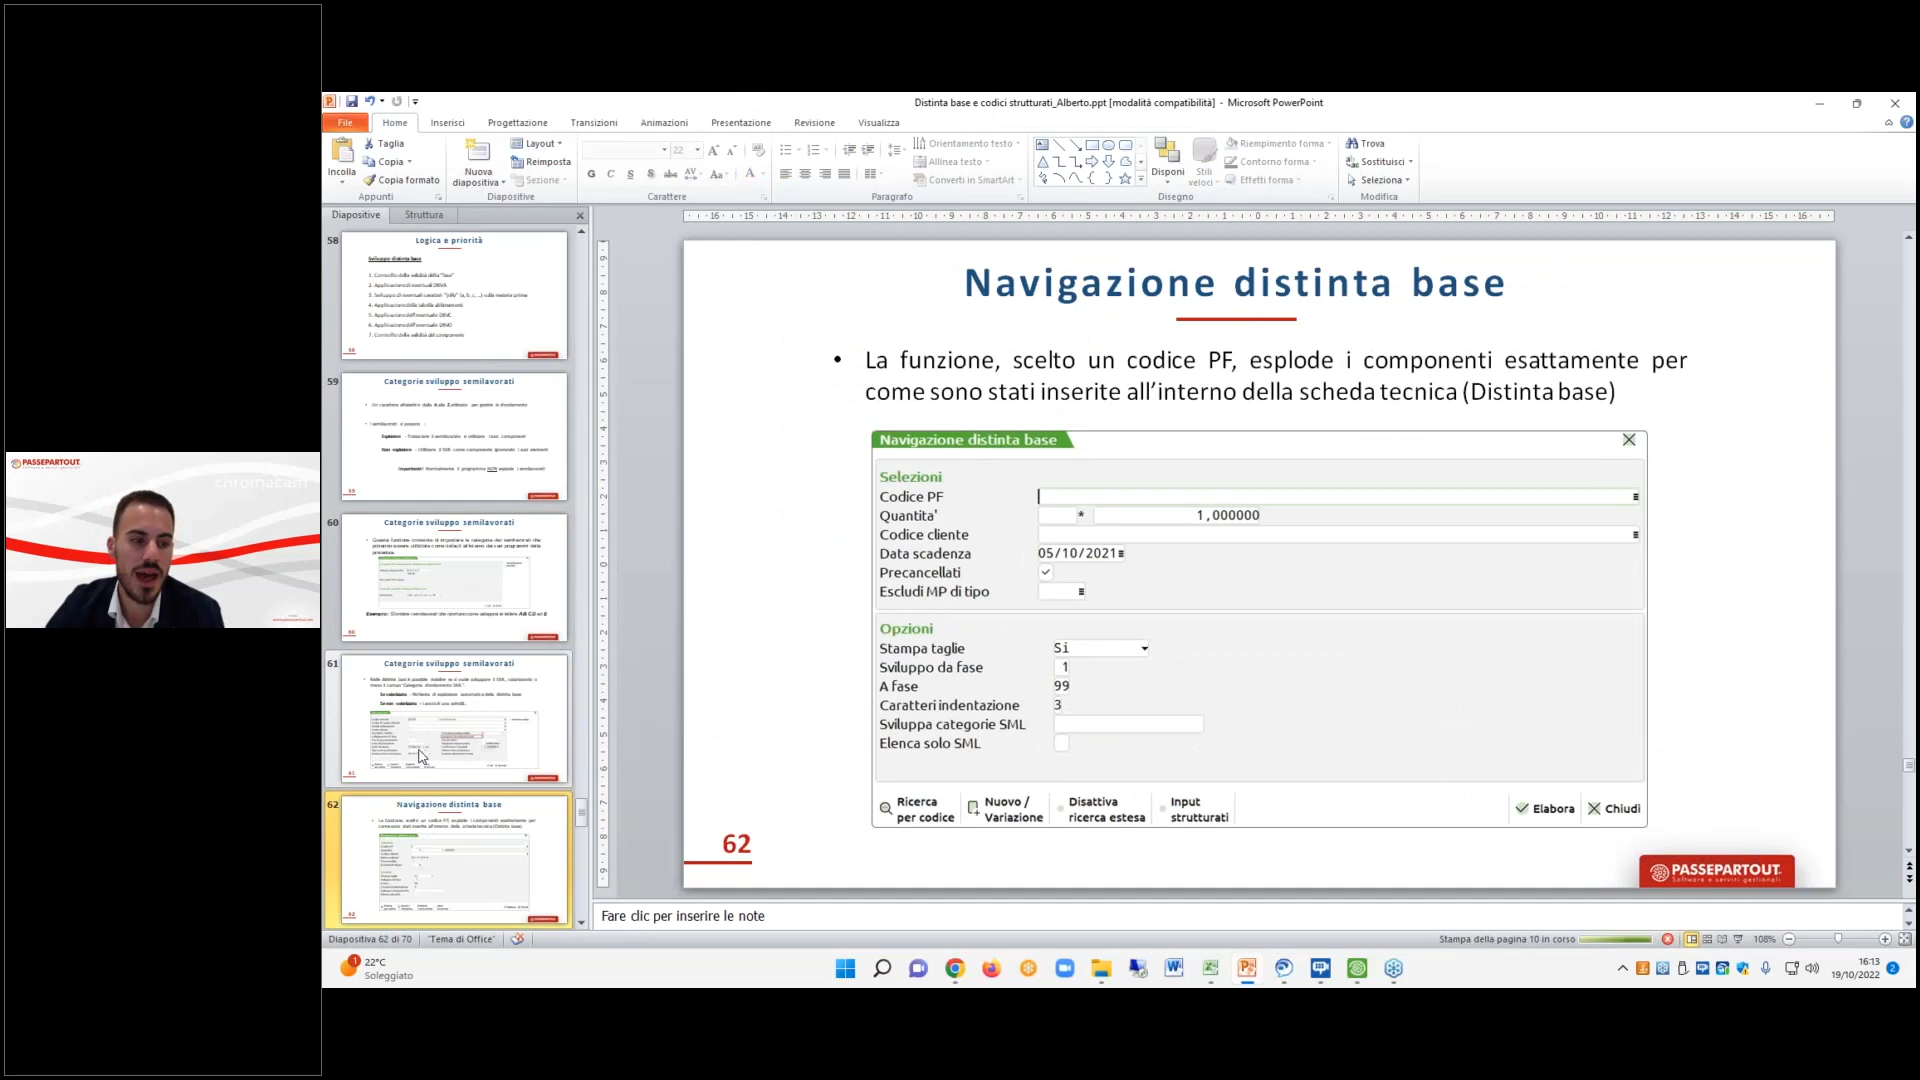 Distinta base e codici strutturati_Alberto.ppt [modalità compatibilità] - Microsoft PowerPoint
File Home Inserisci Progettazione Transizioni Animazioni Presentazione Revisione Visualizza
Incolla
Taglia
Copia
Copia formato
Appunti
Nuova
diapositiva
Layout
Reimposta
Sezione
Diapositive
22
Carattere
Orientamento testo
Allinea testo
Converti in SmartArt
Paragrafo
Disponi
Stili
veloci
Riempimento forma
Contorno forma
Effetti forma
Disegno
Trova
Sostituisci
Seleziona
Modifica
Diapositive Struttura
58
Logica e priorità
Sviluppo distinta base
59
Categorie sviluppo semilavorati
60
Categorie sviluppo semilavorati
61
Categorie sviluppo semilavorati
62
Navigazione distinta base
PASSEPARTOUT
chromacam
Navigazione distinta base
• La funzione, scelto un codice PF, esplode i componenti esattamente per
come sono stati inserite all’interno della scheda tecnica (Distinta base)
Navigazione distinta base
Selezioni
Codice PF
Quantita' * 1,000000
Codice cliente
Data scadenza 05/10/2021
Precancellati
Escludi MP di tipo
Opzioni
Stampa taglie Si
Sviluppo da fase 1
A fase 99
Caratteri indentazione 3
Sviluppa categorie SML
Elenca solo SML
Ricerca
per codice
Nuovo /
Variazione
Disattiva
ricerca estesa
Input
strutturati
Elabora
Chiudi
62
PASSEPARTOUT
Software e servizi gestionali
Fare clic per inserire le note
Diapositiva 62 di 70 "Tema di Office" Stampa della pagina 10 in corso 108%
22°C
Soleggiato
16:13
19/10/2022